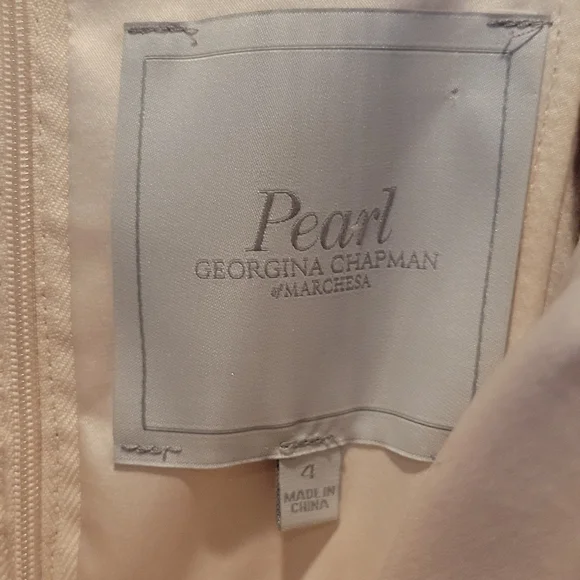 Pearl
GEORGINA CHAPMAN
of MARCHESA
4
MADE IN
CHINA